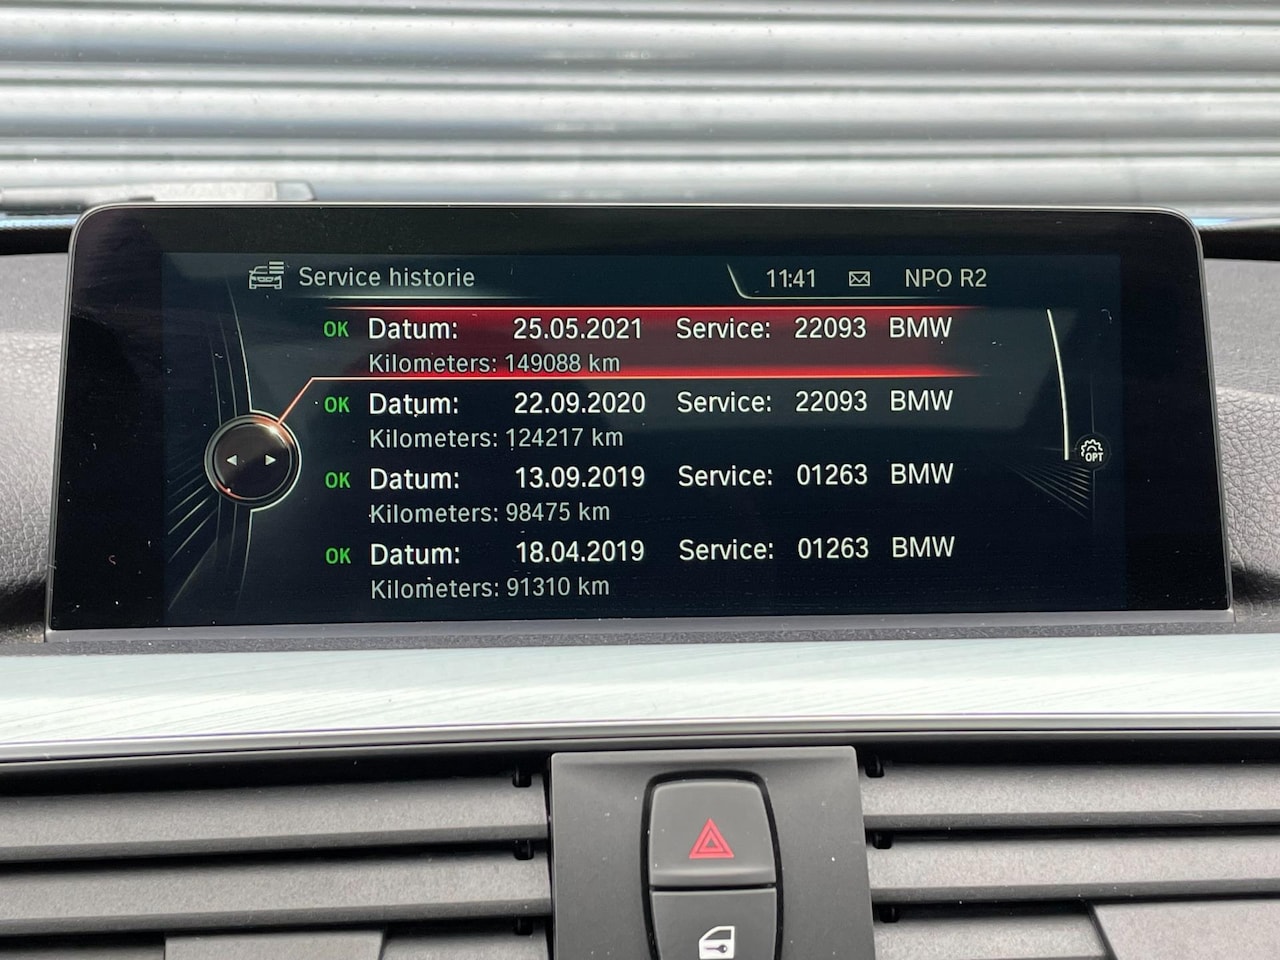 Service historie 11:41 NPO R2
OK Datum: 25.05.2021 Service: 22093 BMW
Kilometers: 149088 km
OK Datum: 22.09.2020 Service: 22093 BMW
Kilometers: 124217 km
OK Datum: 13.09.2019 Service: 01263 BMW
Kilometers: 98475 km
OPT
OK Datum: 18.04.2019 Service: 01263 BMW
Kilometers: 91310 km